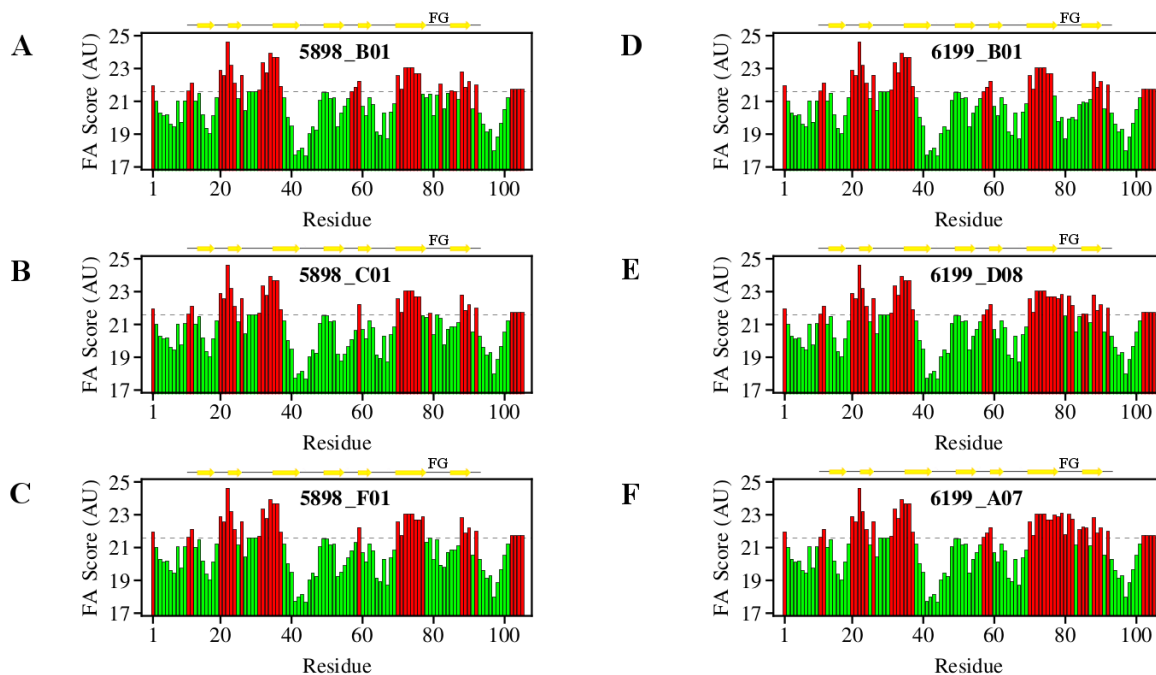 FG
A
5898_B01
FA Score (AU)
25
23
21
19
17
1
20
40
60
80
100
Residue
FG
B
5898_C01
FA Score (AU)
25
23
21
19
17
1
20
40
60
80
100
Residue
FG
C
5898_F01
FA Score (AU)
25
23
21
19
17
1
20
40
60
80
100
Residue
FG
D
6199_B01
FA Score (AU)
25
23
21
19
17
1
20
40
60
80
100
Residue
FG
E
6199_D08
FA Score (AU)
25
23
21
19
17
1
20
40
60
80
100
Residue
FG
F
6199_A07
FA Score (AU)
25
23
21
19
17
1
20
40
60
80
100
Residue